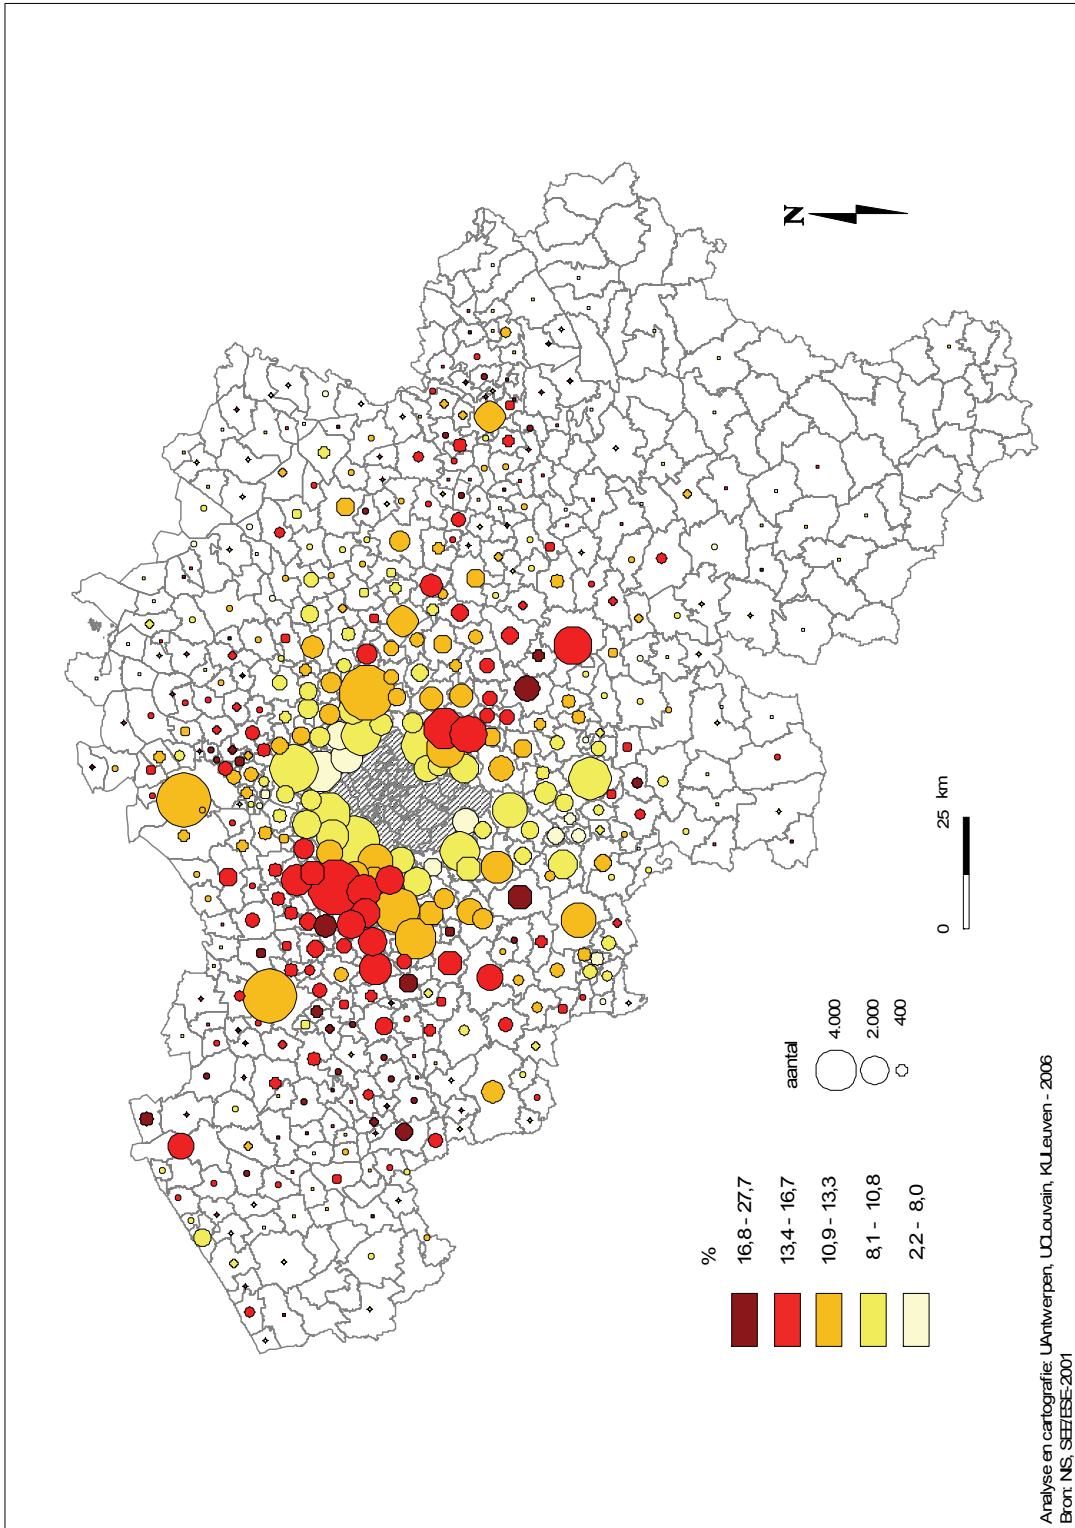 N
0 25 km
aantal
4.000
2.000
400
%
16,8 - 27,7
13,4 - 16,7
10,9 - 13,3
8,1 - 10,8
2,2 - 8,0
Analyse en cartografie: UAntwerpen, UCLouvain, KULeuven - 2006
Bron: NIS, SEE/ESE-2001